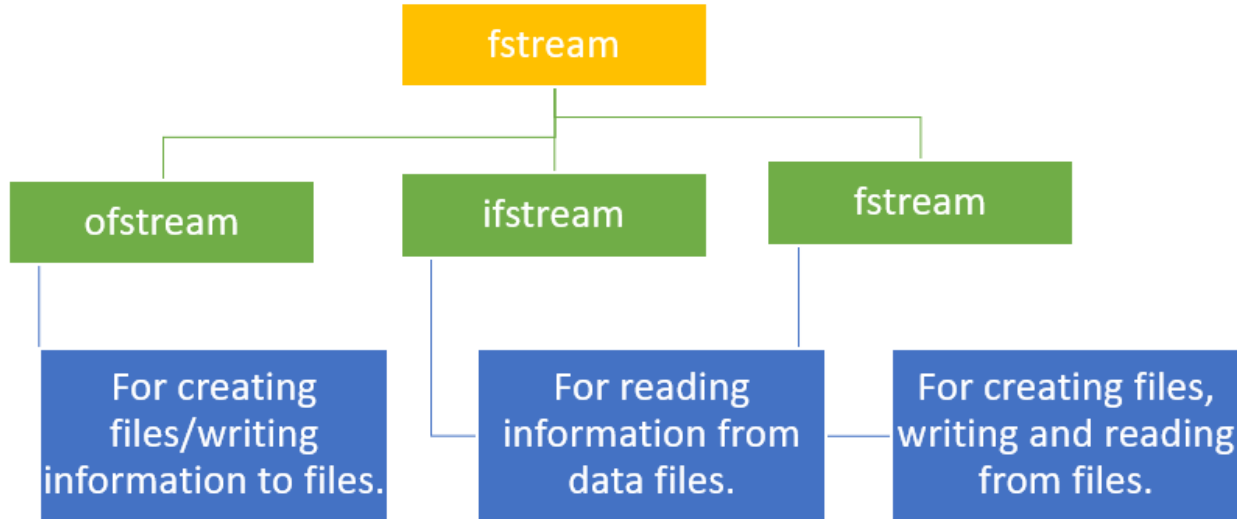 fstream
ofstream
ifstream
fstream
For creating
files/writing
information to files.
For reading
information from
data files.
For creating files,
writing and reading
from files.